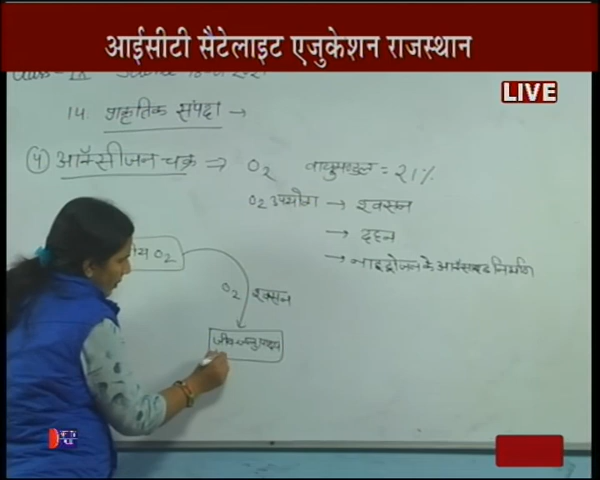 आईसीटी सैटेलाइट एजुकेशन राजस्थान
LIVE
14. प्राकृतिक संपदा →
(4) ऑक्सीजन चक्र ⇒ O2 वायुमण्डल = 21%
O2 उपयोग → श्वसन
→ दहन
→ नाइट्रोजन के ऑक्साइड निर्माण
O2
O2 श्वसन